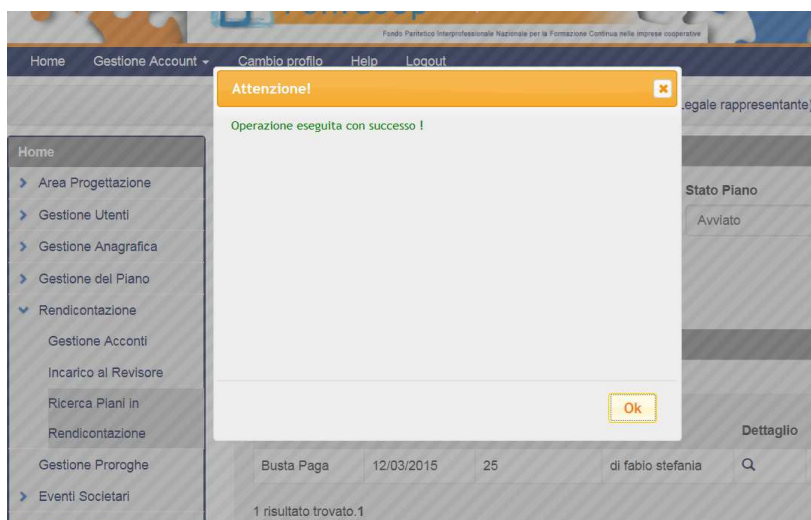 Fondo Paritetico Interprofessionale Nazionale per la Formazione Continua nelle imprese cooperative
Home Gestione Account Cambio profilo Help Logout
Attenzione!
Legale rappresentante)
Operazione eseguita con successo !
Home
Area Progettazione
Stato Piano
Gestione Utenti
Avviato
Gestione Anagrafica
Gestione del Piano
Rendicontazione
Gestione Acconti
Incarico al Revisore
Ricerca Piani in
Rendicontazione
Ok
Dettaglio
Gestione Proroghe
Busta Paga 12/03/2015 25 di fabio stefania
Eventi Societari
1 risultato trovato.1